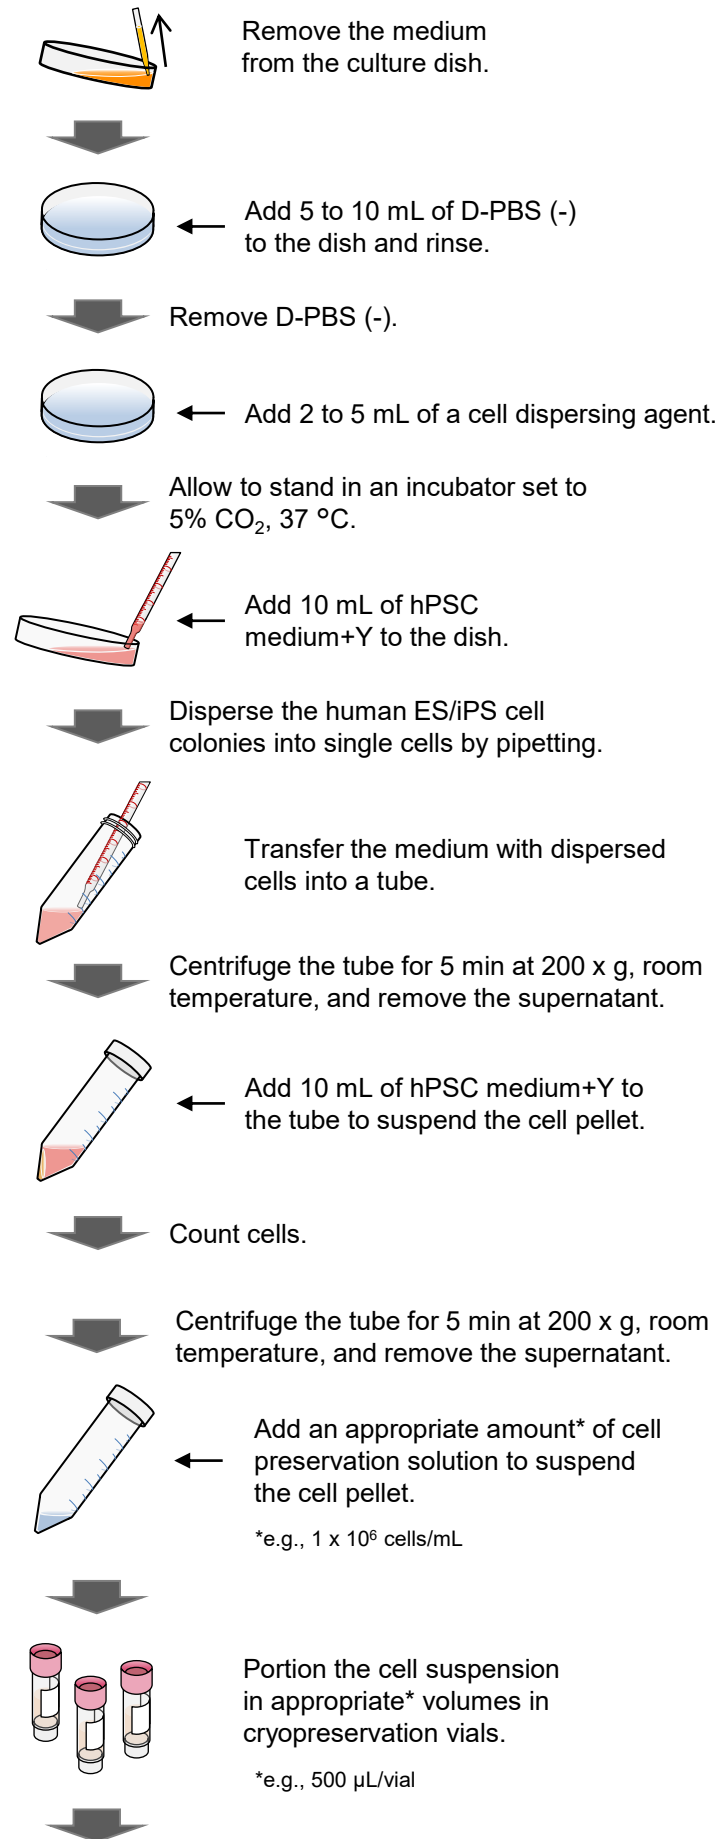 Remove the medium
from the culture dish.
Add 5 to 10 mL of D-PBS (-)
to the dish and rinse.
Remove D-PBS (-).
Add 2 to 5 mL of a cell dispersing agent.
Allow to stand in an incubator set to
5% CO₂, 37 °C.
Add 10 mL of hPSC
medium+Y to the dish.
Disperse the human ES/iPS cell
colonies into single cells by pipetting.
Transfer the medium with dispersed
cells into a tube.
Centrifuge the tube for 5 min at 200 x g, room
temperature, and remove the supernatant.
Add 10 mL of hPSC medium+Y to
the tube to suspend the cell pellet.
Count cells.
Centrifuge the tube for 5 min at 200 x g, room
temperature, and remove the supernatant.
Add an appropriate amount* of cell
preservation solution to suspend
the cell pellet.
*e.g., 1 x 10⁶ cells/mL
Portion the cell suspension
in appropriate* volumes in
cryopreservation vials.
*e.g., 500 µL/vial